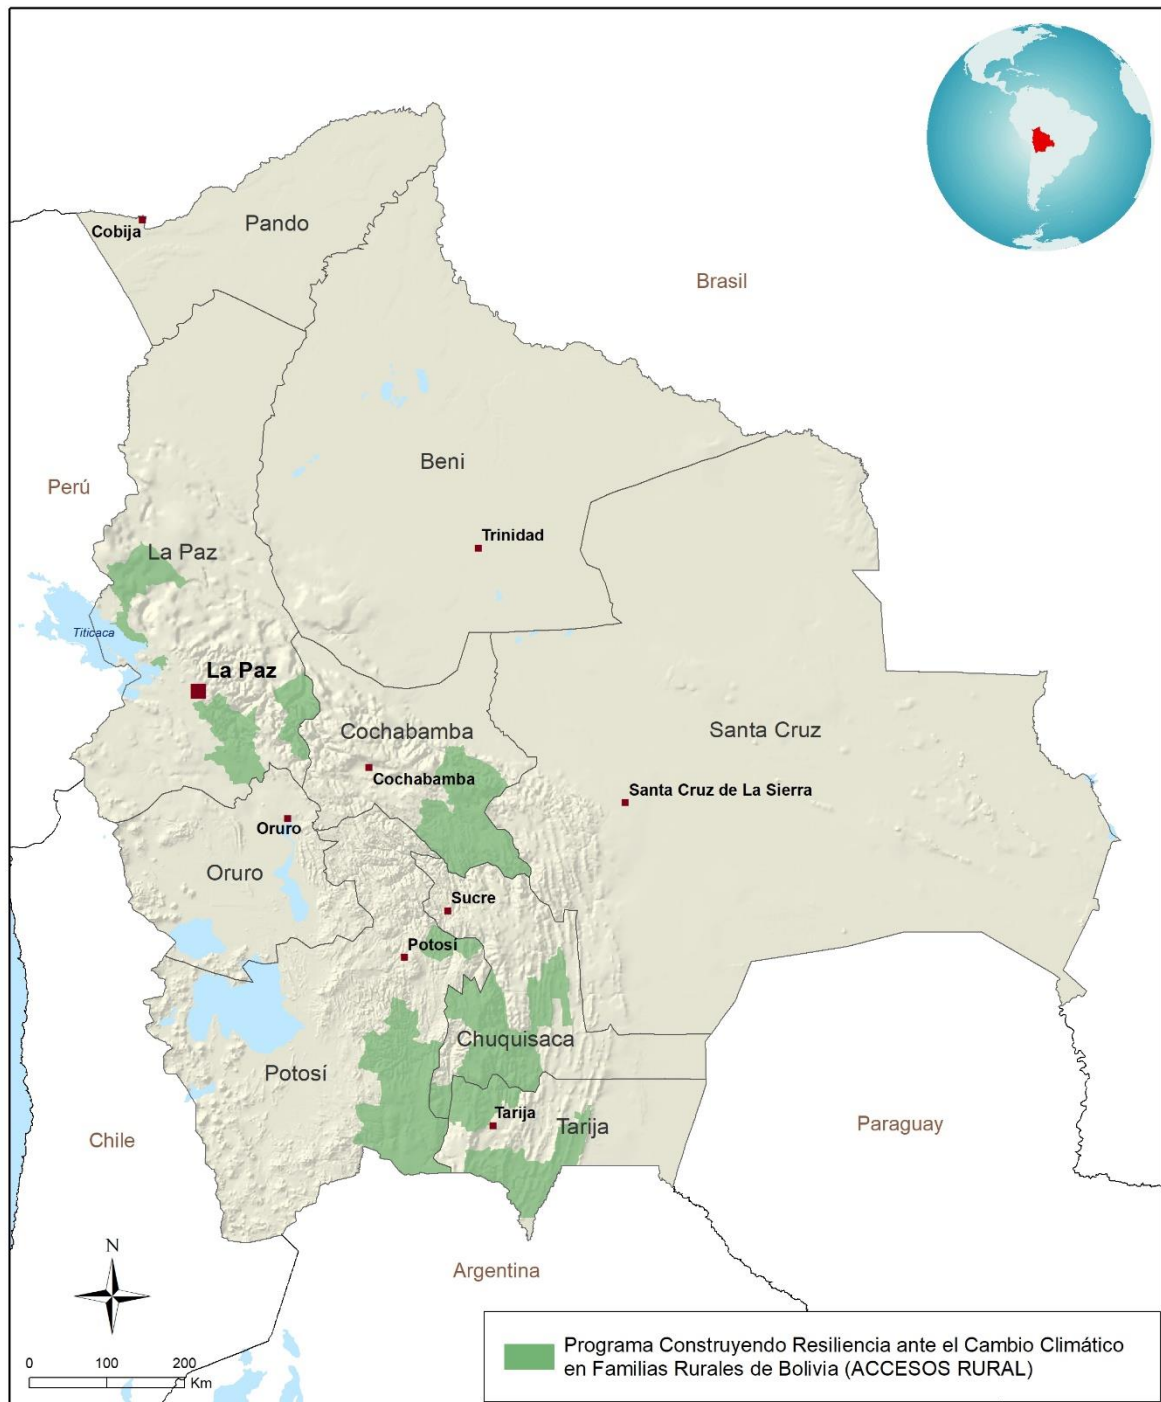 Pando
Cobija
Brasil
Beni
Perú
Trinidad
La Paz
Titicaca
La Paz
Santa Cruz
Cochabamba
Cochabamba
Santa Cruz de La Sierra
Oruro
Oruro
Sucre
Potosí
Chuquisaca
Potosí
Tarija
Tarija
Paraguay
Chile
N
Argentina
Programa Construyendo Resiliencia ante el Cambio Climático
en Familias Rurales de Bolivia (ACCESOS RURAL)
0 100 200
Km